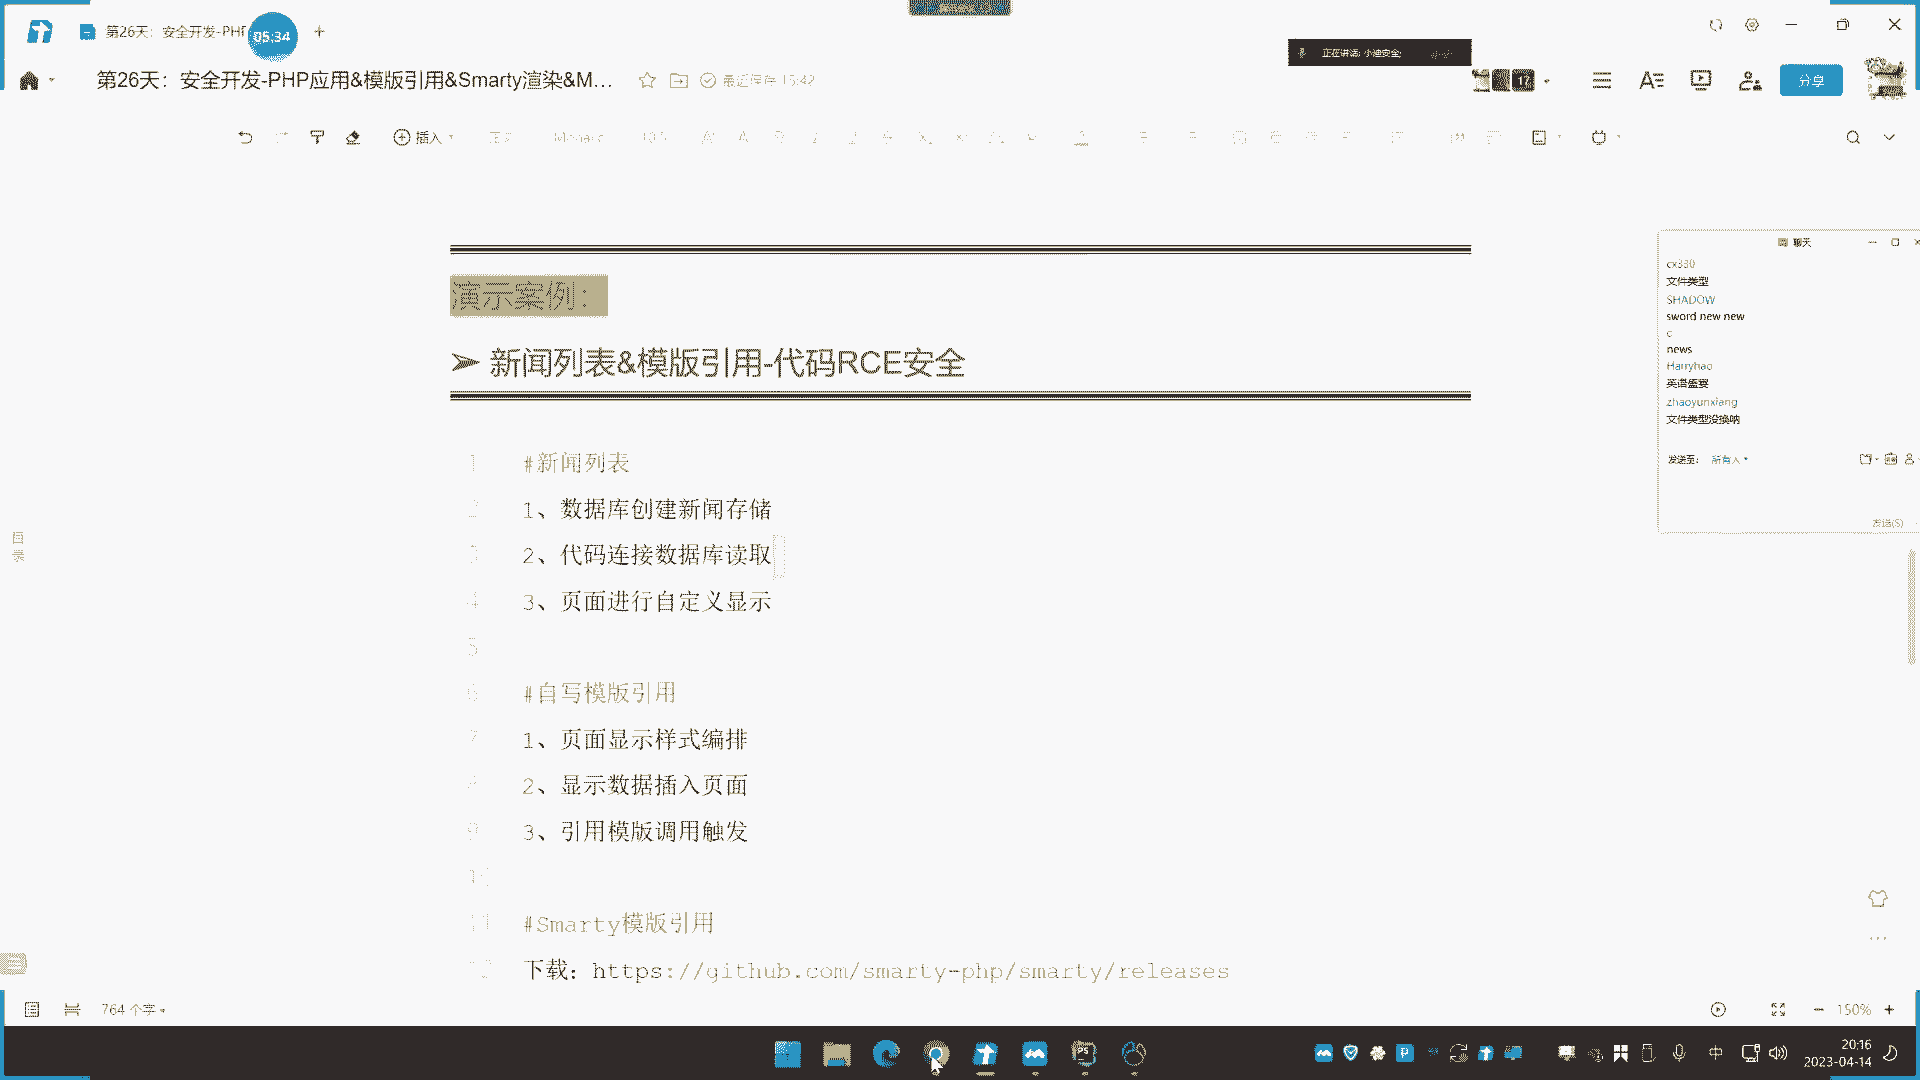 第26天：安全开发-PHP
05:34
正在讲话: 小迪安全;
第26天：安全开发-PHP应用&模版引用&Smarty渲染&M...
最近保存 15:42
17
分享
插入
正文
10.5
演示案例：
➢ 新闻列表&模版引用-代码RCE安全
1 #新闻列表
2 1、数据库创建新闻存储
3 2、代码连接数据库读取
4 3、页面进行自定义显示
5
6 #自写模版引用
7 1、页面显示样式编排
8 2、显示数据插入页面
9 3、引用模版调用触发
10
11 #Smarty模版引用
12 下载：https://github.com/smarty-php/smarty/releases
目录
聊天
cx330
文件类型
SHADOW
sword new new
c
news
Harryhao
英语盛宴
zhaoyunxiang
文件类型没换呐
发送至： 所有人
发送(S)
764 个字
150%
中
20:16
2023-04-14